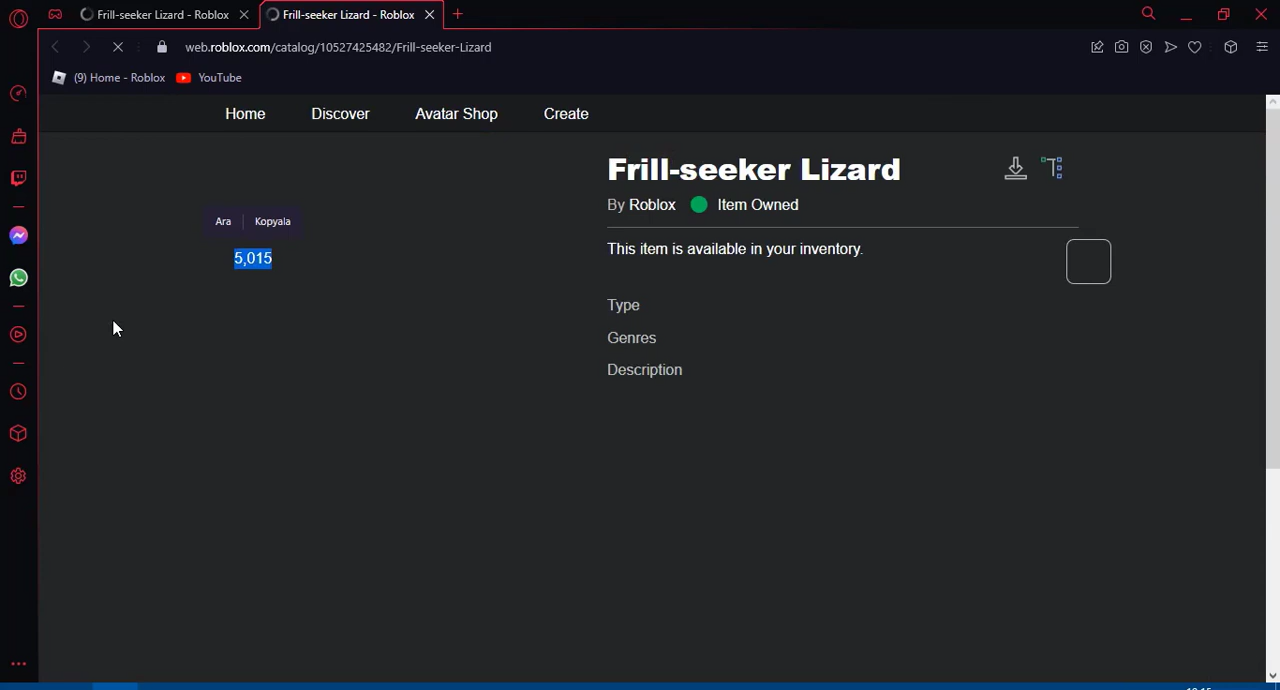 Frill-seeker Lizard - Roblox
Frill-seeker Lizard - Roblox
web.roblox.com/catalog/10527425482/Frill-seeker-Lizard
(9) Home - Roblox
YouTube
Home
Discover
Avatar Shop
Create
Ara
Kopyala
5,015
Frill-seeker Lizard
By Roblox
Item Owned
This item is available in your inventory.
Type
Genres
Description